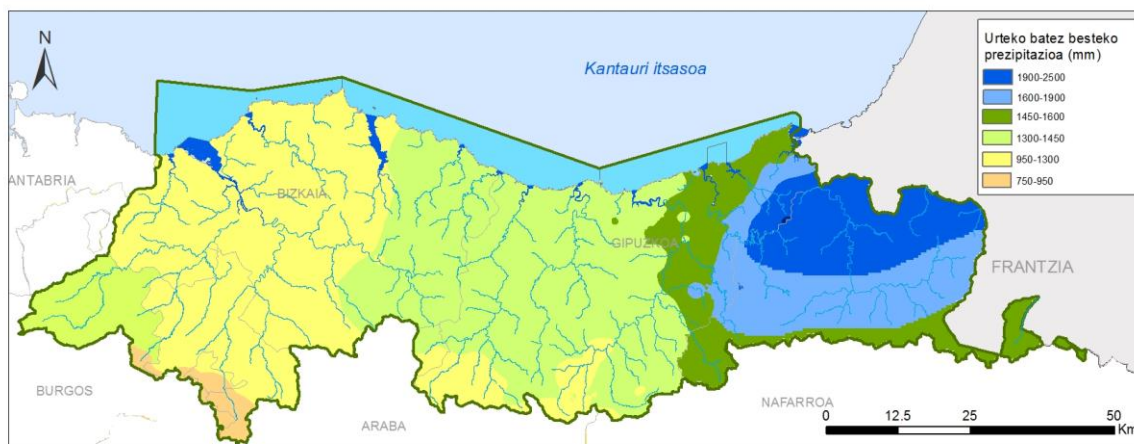 N
Kantauri itsasoa
Urteko batez besteko
prezipitazioa (mm)
1900-2500
1600-1900
1450-1600
1300-1450
950-1300
750-950
ANTABRIA
BIZKAIA
GIPUZKOA
FRANTZIA
BURGOS
ARABA
NAFARROA
0 12.5 25 50
Km